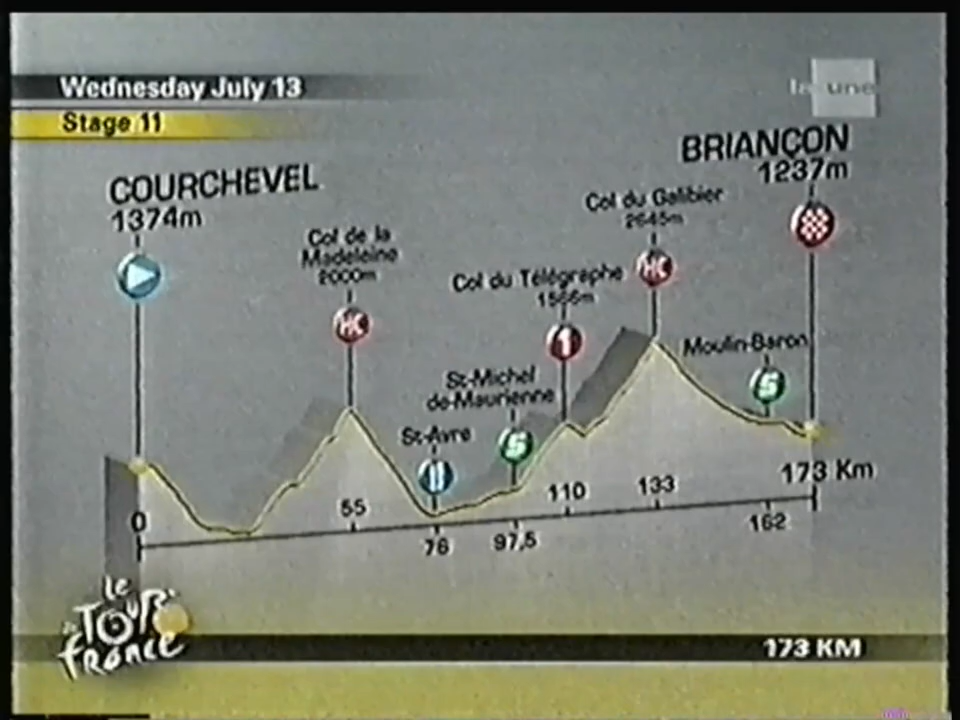 Wednesday July 13
la une
Stage 11
BRIANÇON
1237m
COURCHEVEL
1374m
Col du Galibier
2645m
Col de la
Madeleine
2000m
HK
Col du Télégraphe
1566m
HK
1
Moulin-Baron
St-Michel
de-Maurienne
S
St-Avre
S
173 Km
0
55
110
133
76
97,5
162
le
TOUR
de
france
173 KM